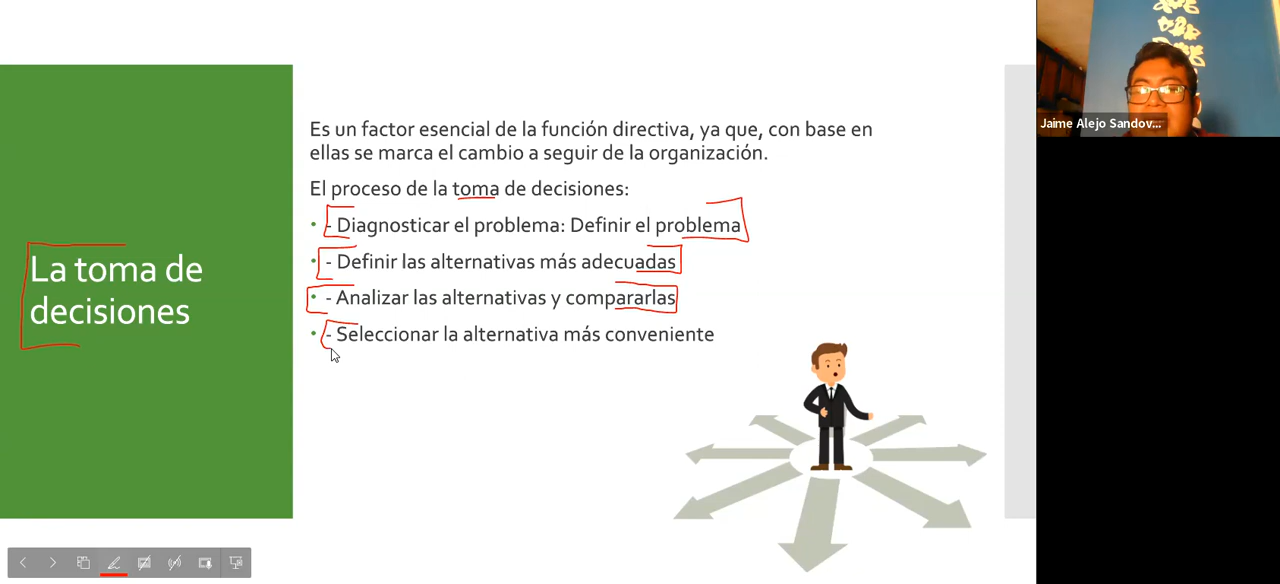 La toma de
decisiones
Es un factor esencial de la función directiva, ya que, con base en
ellas se marca el cambio a seguir de la organización.
El proceso de la toma de decisiones:
• - Diagnosticar el problema: Definir el problema
• - Definir las alternativas más adecuadas
• - Analizar las alternativas y compararlas
• - Seleccionar la alternativa más conveniente
Jaime Alejo Sandov...